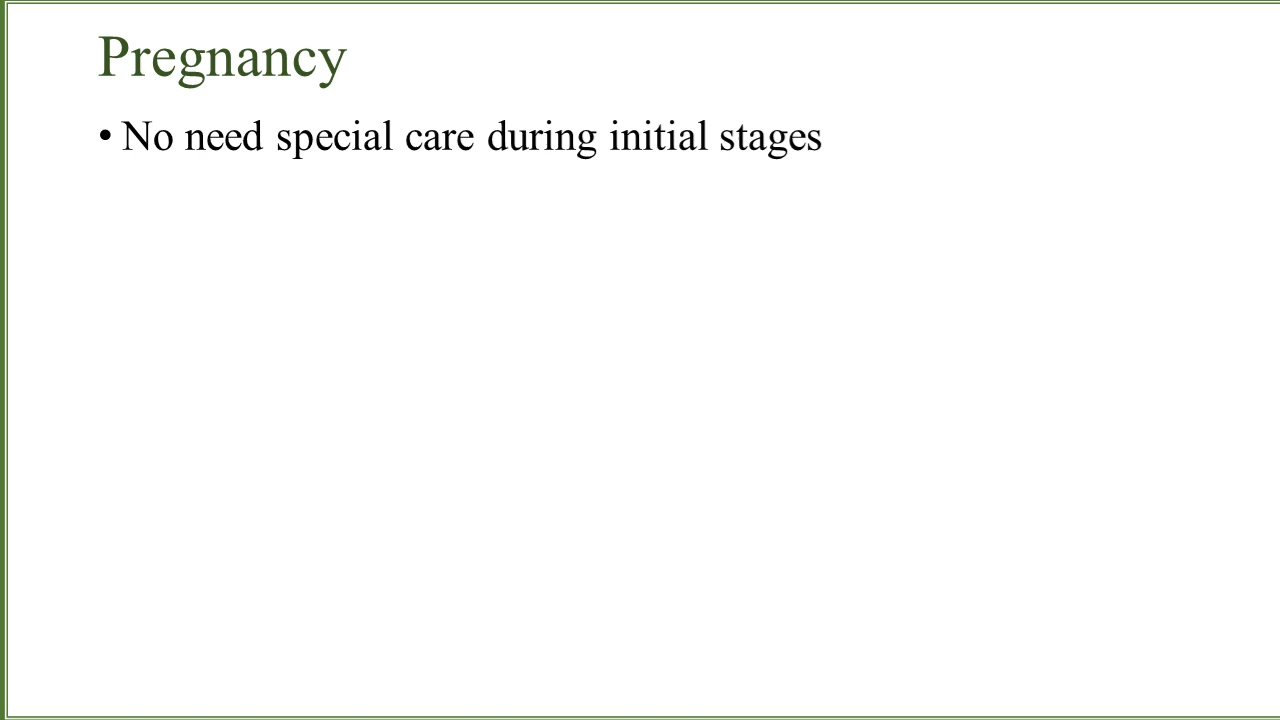 Pregnancy
• No need special care during initial stages